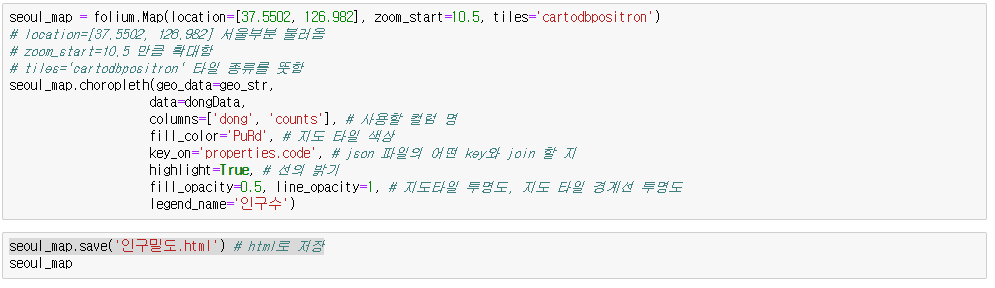 seoul_map = folium.Map(location=[37.5502, 126.982], zoom_start=10.5, tiles='cartodbpositron')
# location=[37.5502, 126.982] 서울부분 불러옴
# zoom_start=10.5 만큼 확대함
# tiles='cartodbpositron' 타일 종류를 뜻함
seoul_map.choropleth(geo_data=geo_str,
data=dongData,
columns=['dong', 'counts'], # 사용할 컬럼 명
fill_color='PuRd', # 지도 타일 색상
key_on='properties.code', # json 파일의 어떤 key와 join 할 지
highlight=True, # 선의 밝기
fill_opacity=0.5, line_opacity=1, # 지도타일 투명도, 지도 타일 경계선 투명도
legend_name='인구수')
seoul_map.save('인구밀도.html') # html로 저장
seoul_map